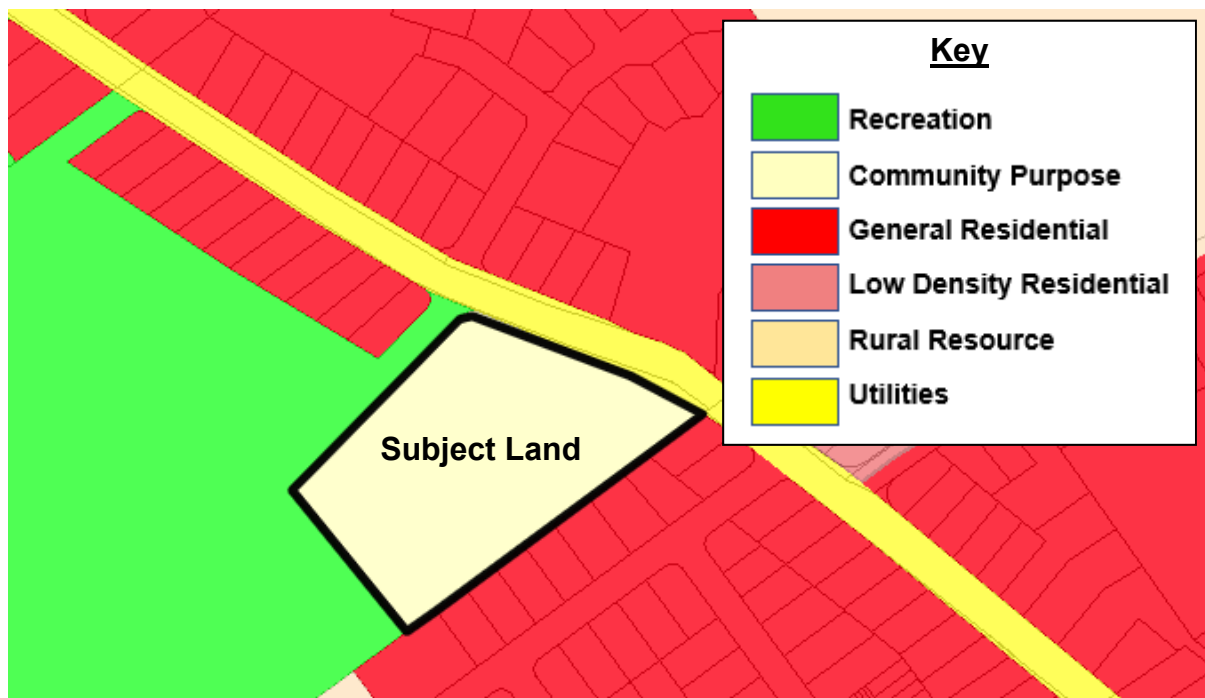 Key
Recreation
Community Purpose
General Residential
Low Density Residential
Rural Resource
Utilities
Subject Land